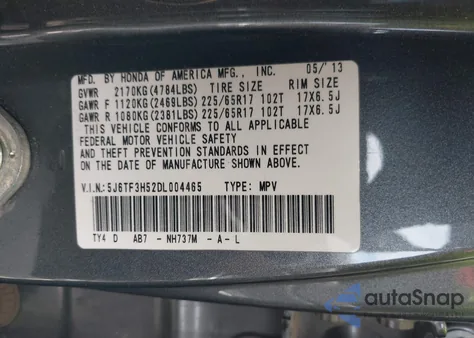 MFD. BY HONDA OF AMERICA MFG., INC. 05/'13
GVWR 2170KG(4784LBS) TIRE SIZE RIM SIZE
GAWR F 1120KG(2469LBS) 225/65R17 102T 17X6.5J
GAWR R 1080KG(2381LBS) 225/65R17 102T 17X6.5J
THIS VEHICLE CONFORMS TO ALL APPLICABLE
FEDERAL MOTOR VEHICLE SAFETY
AND THEFT PREVENTION STANDARDS IN EFFECT
ON THE DATE OF MANUFACTURE SHOWN ABOVE.
V.I.N.:5J6TF3H52DL004465 TYPE: MPV
TY4 D AB7 - NH737M - A - L
autoSnap